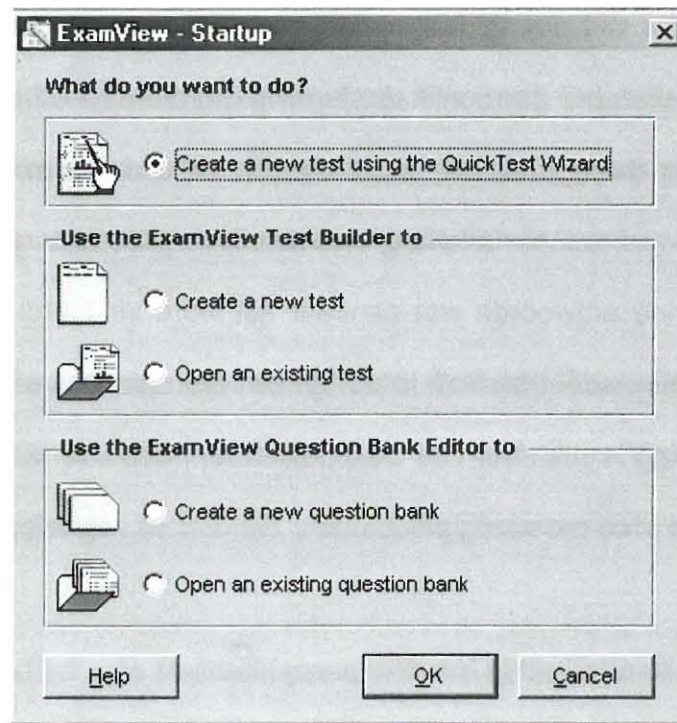 ExamView - Startup
What do you want to do?
Create a new test using the QuickTest Wizard
Use the ExamView Test Builder to
Create a new test
Open an existing test
Use the ExamView Question Bank Editor to
Create a new question bank
Open an existing question bank
Help
OK
Cancel